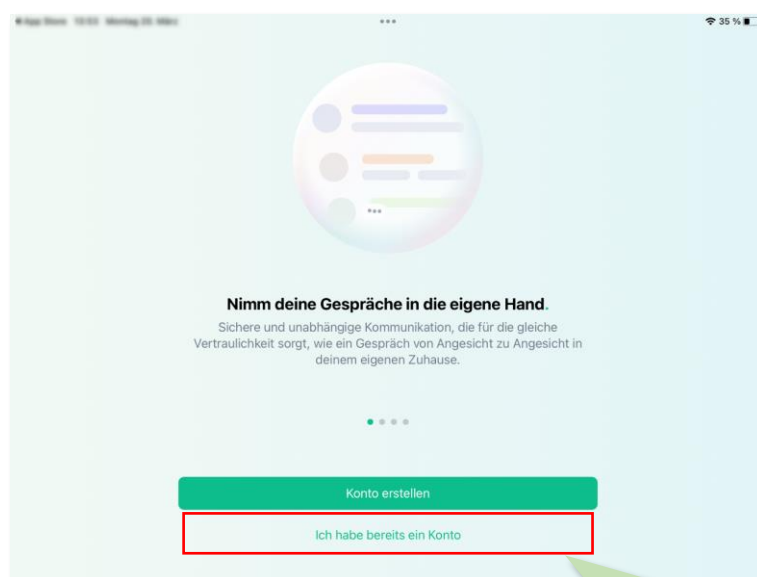 35 %
Nimm deine Gespräche in die eigene Hand.
Sichere und unabhängige Kommunikation, die für die gleiche
Vertraulichkeit sorgt, wie ein Gespräch von Angesicht zu Angesicht in
deinem eigenen Zuhause.
Konto erstellen
Ich habe bereits ein Konto